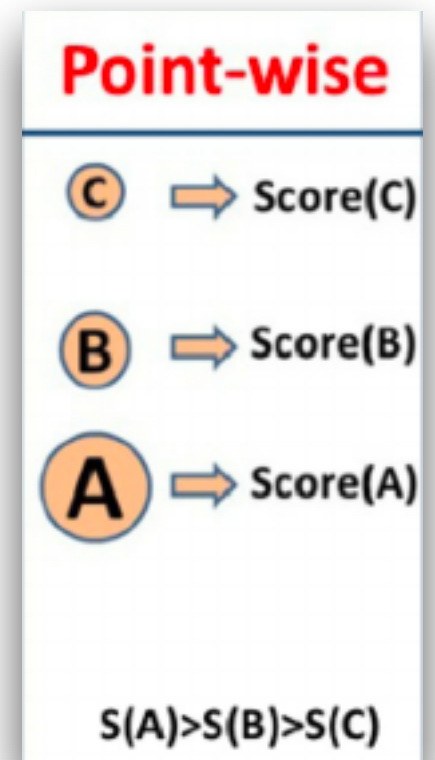 Point-wise
C Score(C)
B Score(B)
A Score(A)
S(A)>S(B)>S(C)